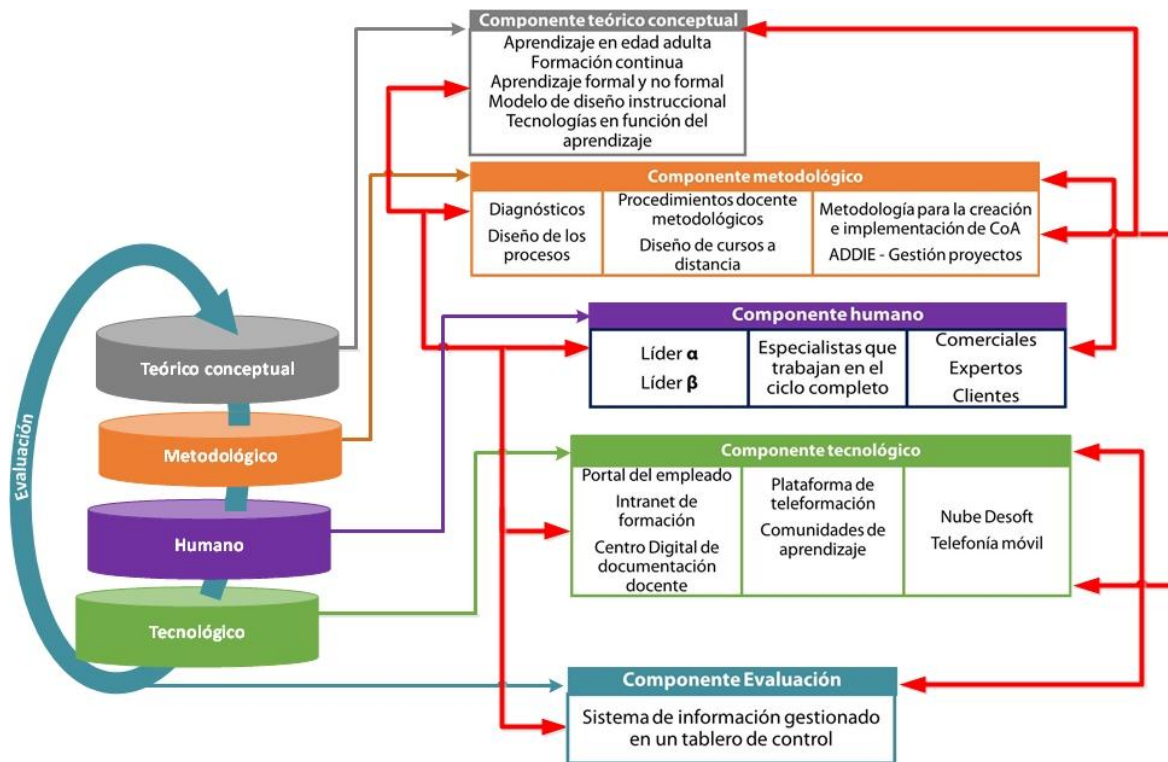 Evaluación
Teórico conceptual
Metodológico
Humano
Tecnológico
Componente teórico conceptual
Aprendizaje en edad adulta
Formación continua
Aprendizaje formal y no formal
Modelo de diseño instruccional
Tecnologías en función del
aprendizaje
Componente metodológico
Diagnósticos
Diseño de los
procesos
Procedimientos docente
metodológicos
Diseño de cursos a
distancia
Metodología para la creación
e implementación de CoA
ADDIE - Gestión proyectos
Componente humano
Líder α
Líder β
Especialistas que
trabajan en el
ciclo completo
Comerciales
Expertos
Clientes
Componente tecnológico
Portal del empleado
Intranet de
formación
Centro Digital de
documentación
docente
Plataforma de
teleformación
Comunidades de
aprendizaje
Nube Desoft
Telefonía móvil
Componente Evaluación
Sistema de información gestionado
en un tablero de control